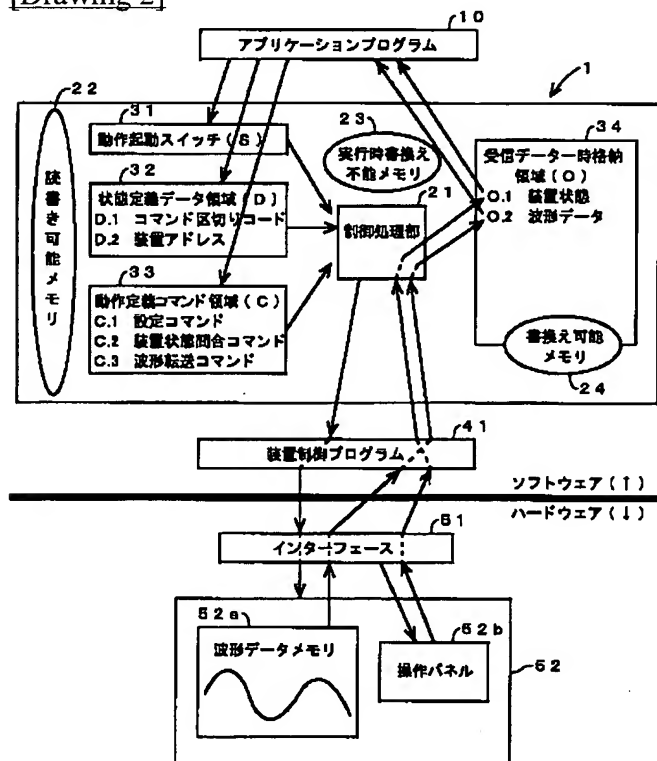 [Drawing 2]
10
アプリケーションプログラム
1
22
読書き可能メモリ
31
動作起動スイッチ(S)
32
状態定義データ領域(D)
D.1 コマンド区切りコード
D.2 装置アドレス
33
動作定義コマンド領域(C)
C.1 設定コマンド
C.2 装置状態問合コマンド
C.3 波形転送コマンド
23
実行時書換え
不能メモリ
21
制御処理部
34
受信データ一時格納
領域(O)
O.1 装置状態
O.2 波形データ
書換え可能
メモリ
24
41
装置制御プログラム
ソフトウェア(↑)
ハードウェア(↓)
51
インターフェース
52a
波形データメモリ
52b
操作パネル
52